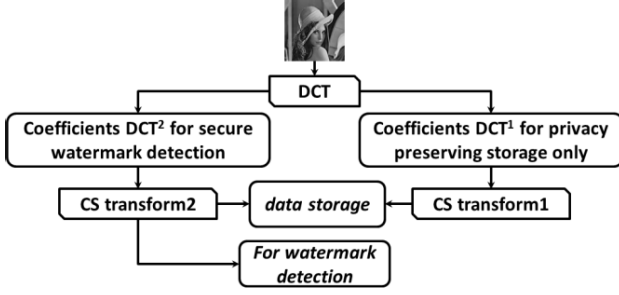 DCT
Coefficients DCT² for secure
watermark detection
Coefficients DCT¹ for privacy
preserving storage only
CS transform2
data storage
CS transform1
For watermark
detection